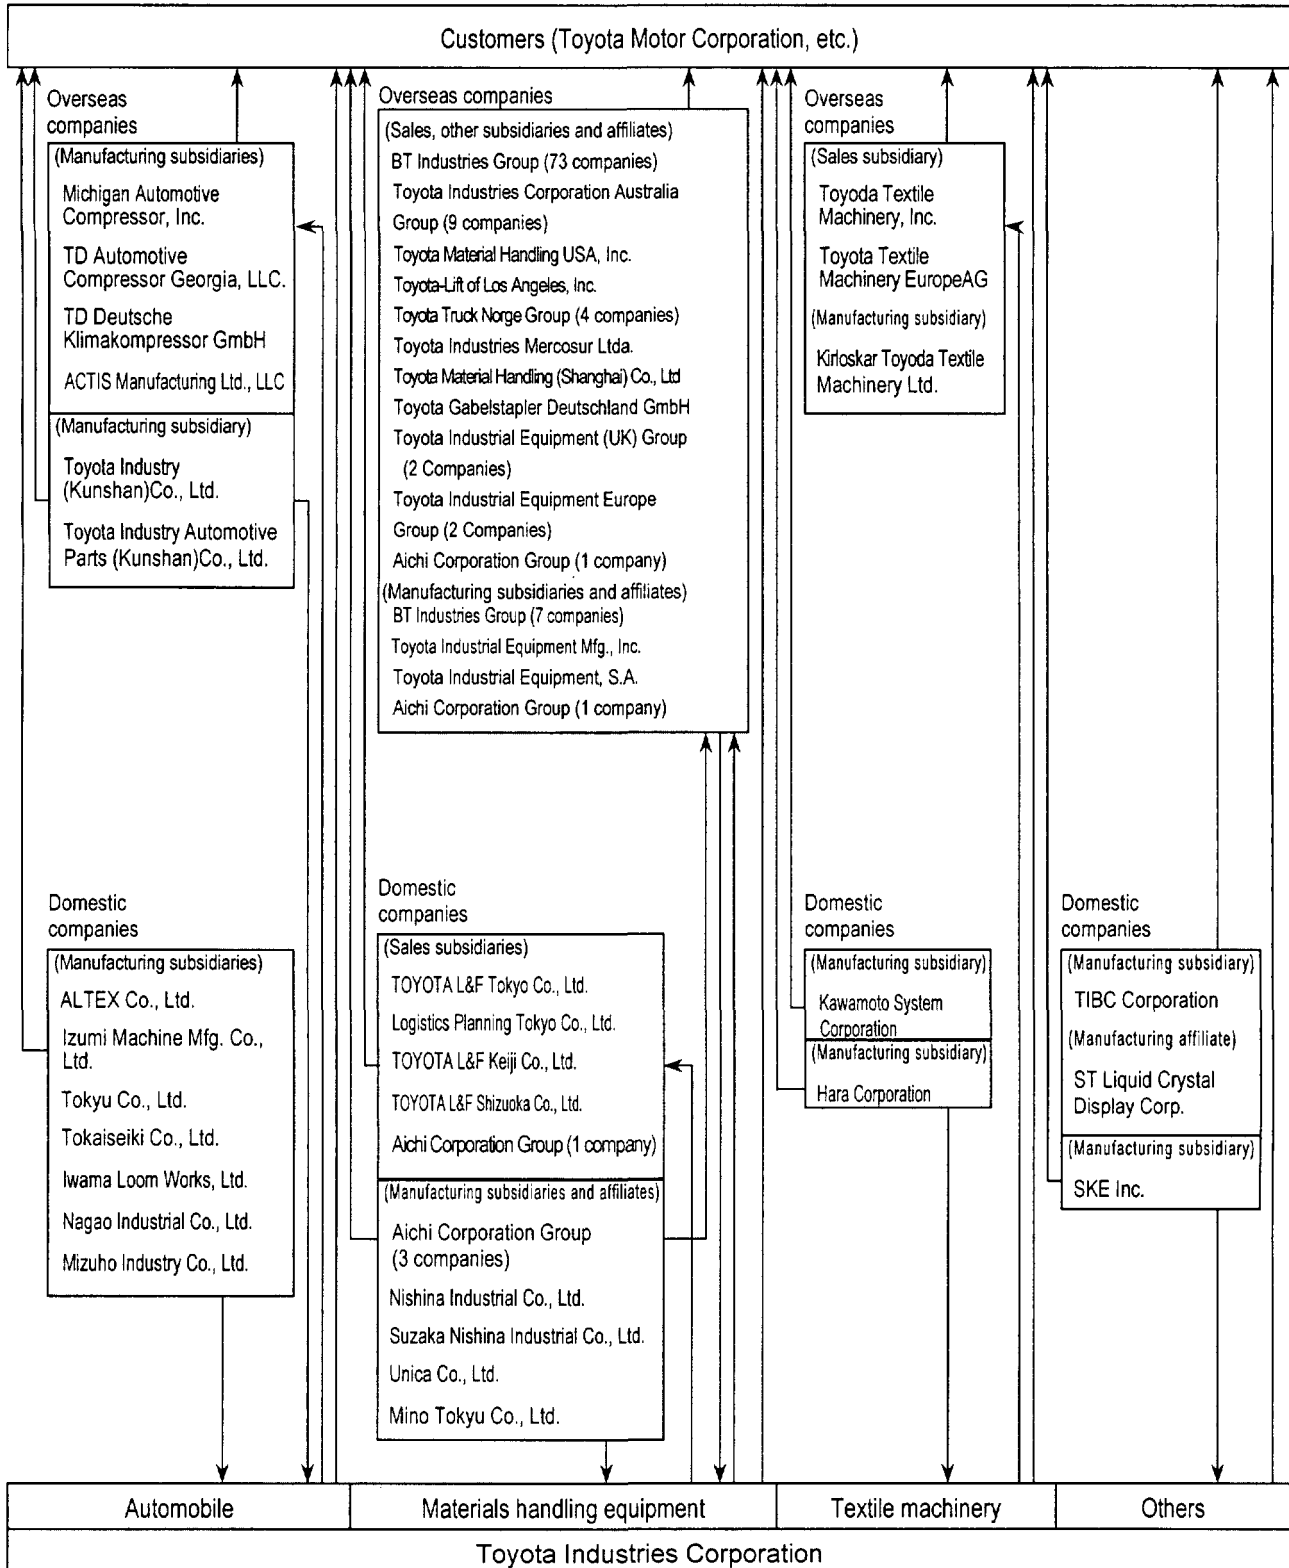 Customers (Toyota Motor Corporation, etc.)
Overseas
companies
(Manufacturing subsidiaries)
Michigan Automotive
Compressor, Inc.
TD Automotive
Compressor Georgia, LLC.
TD Deutsche
Klimakompressor GmbH
ACTIS Manufacturing Ltd., LLC
(Manufacturing subsidiary)
Toyota Industry
(Kunshan)Co., Ltd.
Toyota Industry Automotive
Parts (Kunshan)Co., Ltd.
Domestic
companies
(Manufacturing subsidiaries)
ALTEX Co., Ltd.
Izumi Machine Mfg. Co.,
Ltd.
Tokyu Co., Ltd.
Tokaiseiki Co., Ltd.
Iwama Loom Works, Ltd.
Nagao Industrial Co., Ltd.
Mizuho Industry Co., Ltd.
Overseas companies
(Sales, other subsidiaries and affiliates)
BT Industries Group (73 companies)
Toyota Industries Corporation Australia
Group (9 companies)
Toyota Material Handling USA, Inc.
Toyota-Lift of Los Angeles, Inc.
Toyota Truck Norge Group (4 companies)
Toyota Industries Mercosur Ltda.
Toyota Material Handling (Shanghai) Co., Ltd
Toyota Gabelstapler Deutschland GmbH
Toyota Industrial Equipment (UK) Group
(2 Companies)
Toyota Industrial Equipment Europe
Group (2 Companies)
Aichi Corporation Group (1 company)
(Manufacturing subsidiaries and affiliates)
BT Industries Group (7 companies)
Toyota Industrial Equipment Mfg., Inc.
Toyota Industrial Equipment, S.A.
Aichi Corporation Group (1 company)
Domestic
companies
(Sales subsidiaries)
TOYOTA L&F Tokyo Co., Ltd.
Logistics Planning Tokyo Co., Ltd.
TOYOTA L&F Keiji Co., Ltd.
TOYOTA L&F Shizuoka Co., Ltd.
Aichi Corporation Group (1 company)
(Manufacturing subsidiaries and affiliates)
Aichi Corporation Group
(3 companies)
Nishina Industrial Co., Ltd.
Suzaka Nishina Industrial Co., Ltd.
Unica Co., Ltd.
Mino Tokyu Co., Ltd.
Overseas
companies
(Sales subsidiary)
Toyoda Textile
Machinery, Inc.
Toyota Textile
Machinery EuropeAG
(Manufacturing subsidiary)
Kirloskar Toyoda Textile
Machinery Ltd.
Domestic
companies
(Manufacturing subsidiary)
Kawamoto System
Corporation
(Manufacturing subsidiary)
Hara Corporation
Domestic
companies
(Manufacturing subsidiary)
TIBC Corporation
(Manufacturing affiliate)
ST Liquid Crystal
Display Corp.
(Manufacturing subsidiary)
SKE Inc.
Automobile
Materials handling equipment
Textile machinery
Others
Toyota Industries Corporation